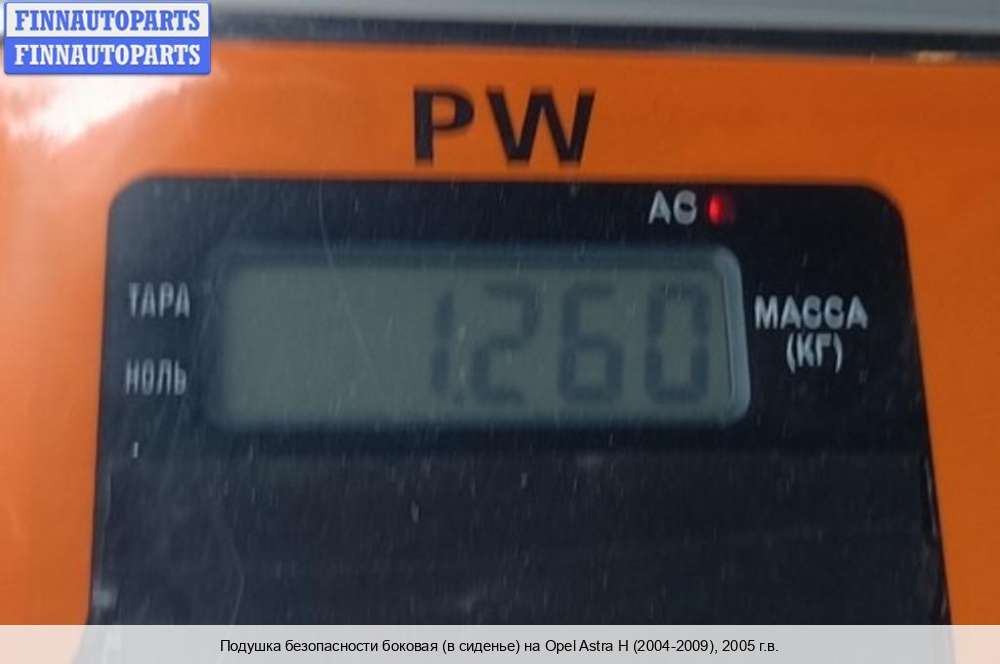 FINNAUTOPARTS
FINNAUTOPARTS
PW
AC
ТАРА
1.260
МАССА
(КГ)
НОЛЬ
Подушка безопасности боковая (в сиденье) на Opel Astra H (2004-2009), 2005 г.в.